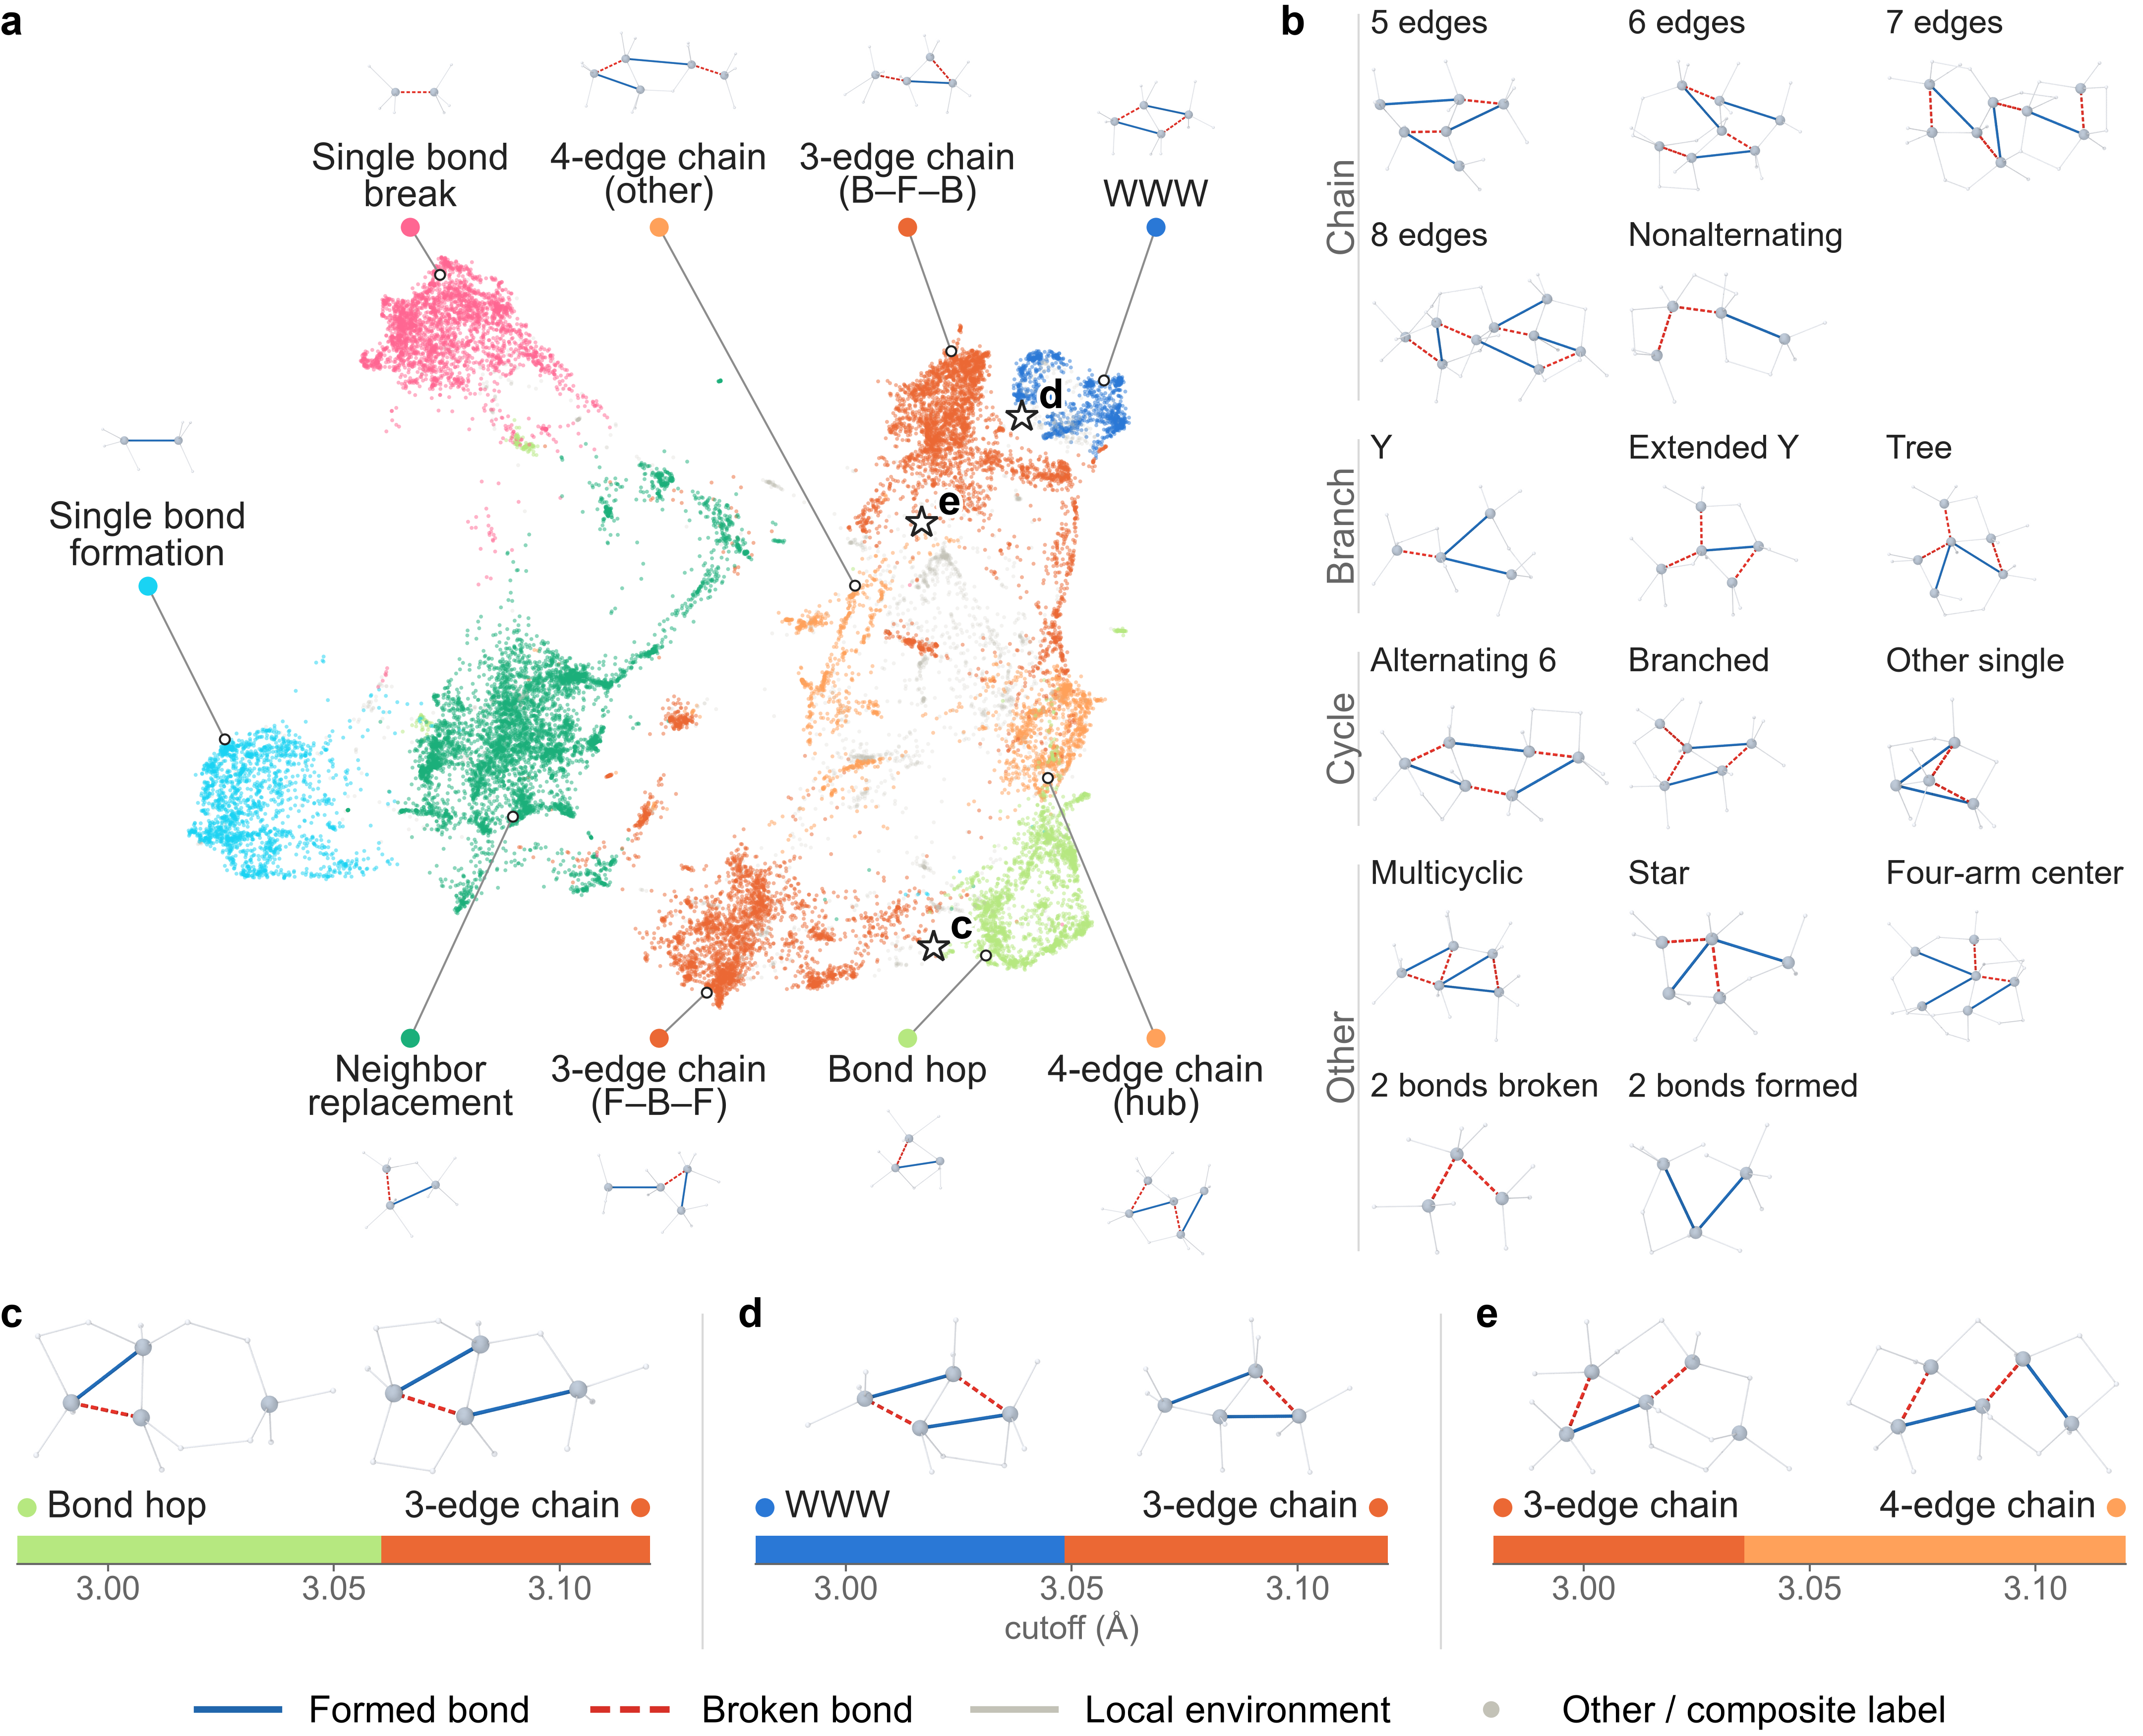 a
Single bond
break
4-edge chain
(other)
3-edge chain
(B–F–B)
WWW
d
e
Single bond
formation
c
Neighbor
replacement
3-edge chain
(F–B–F)
Bond hop
4-edge chain
(hub)
b
Chain
5 edges
6 edges
7 edges
8 edges
Nonalternating
Branch
Y
Extended Y
Tree
Cycle
Alternating 6
Branched
Other single
Other
Multicyclic
Star
Four-arm center
2 bonds broken
2 bonds formed
c
Bond hop
3-edge chain
3.00
3.05
3.10
d
WWW
3-edge chain
3.00
3.05
3.10
cutoff (Å)
e
3-edge chain
4-edge chain
3.00
3.05
3.10
Formed bond
Broken bond
Local environment
Other / composite label